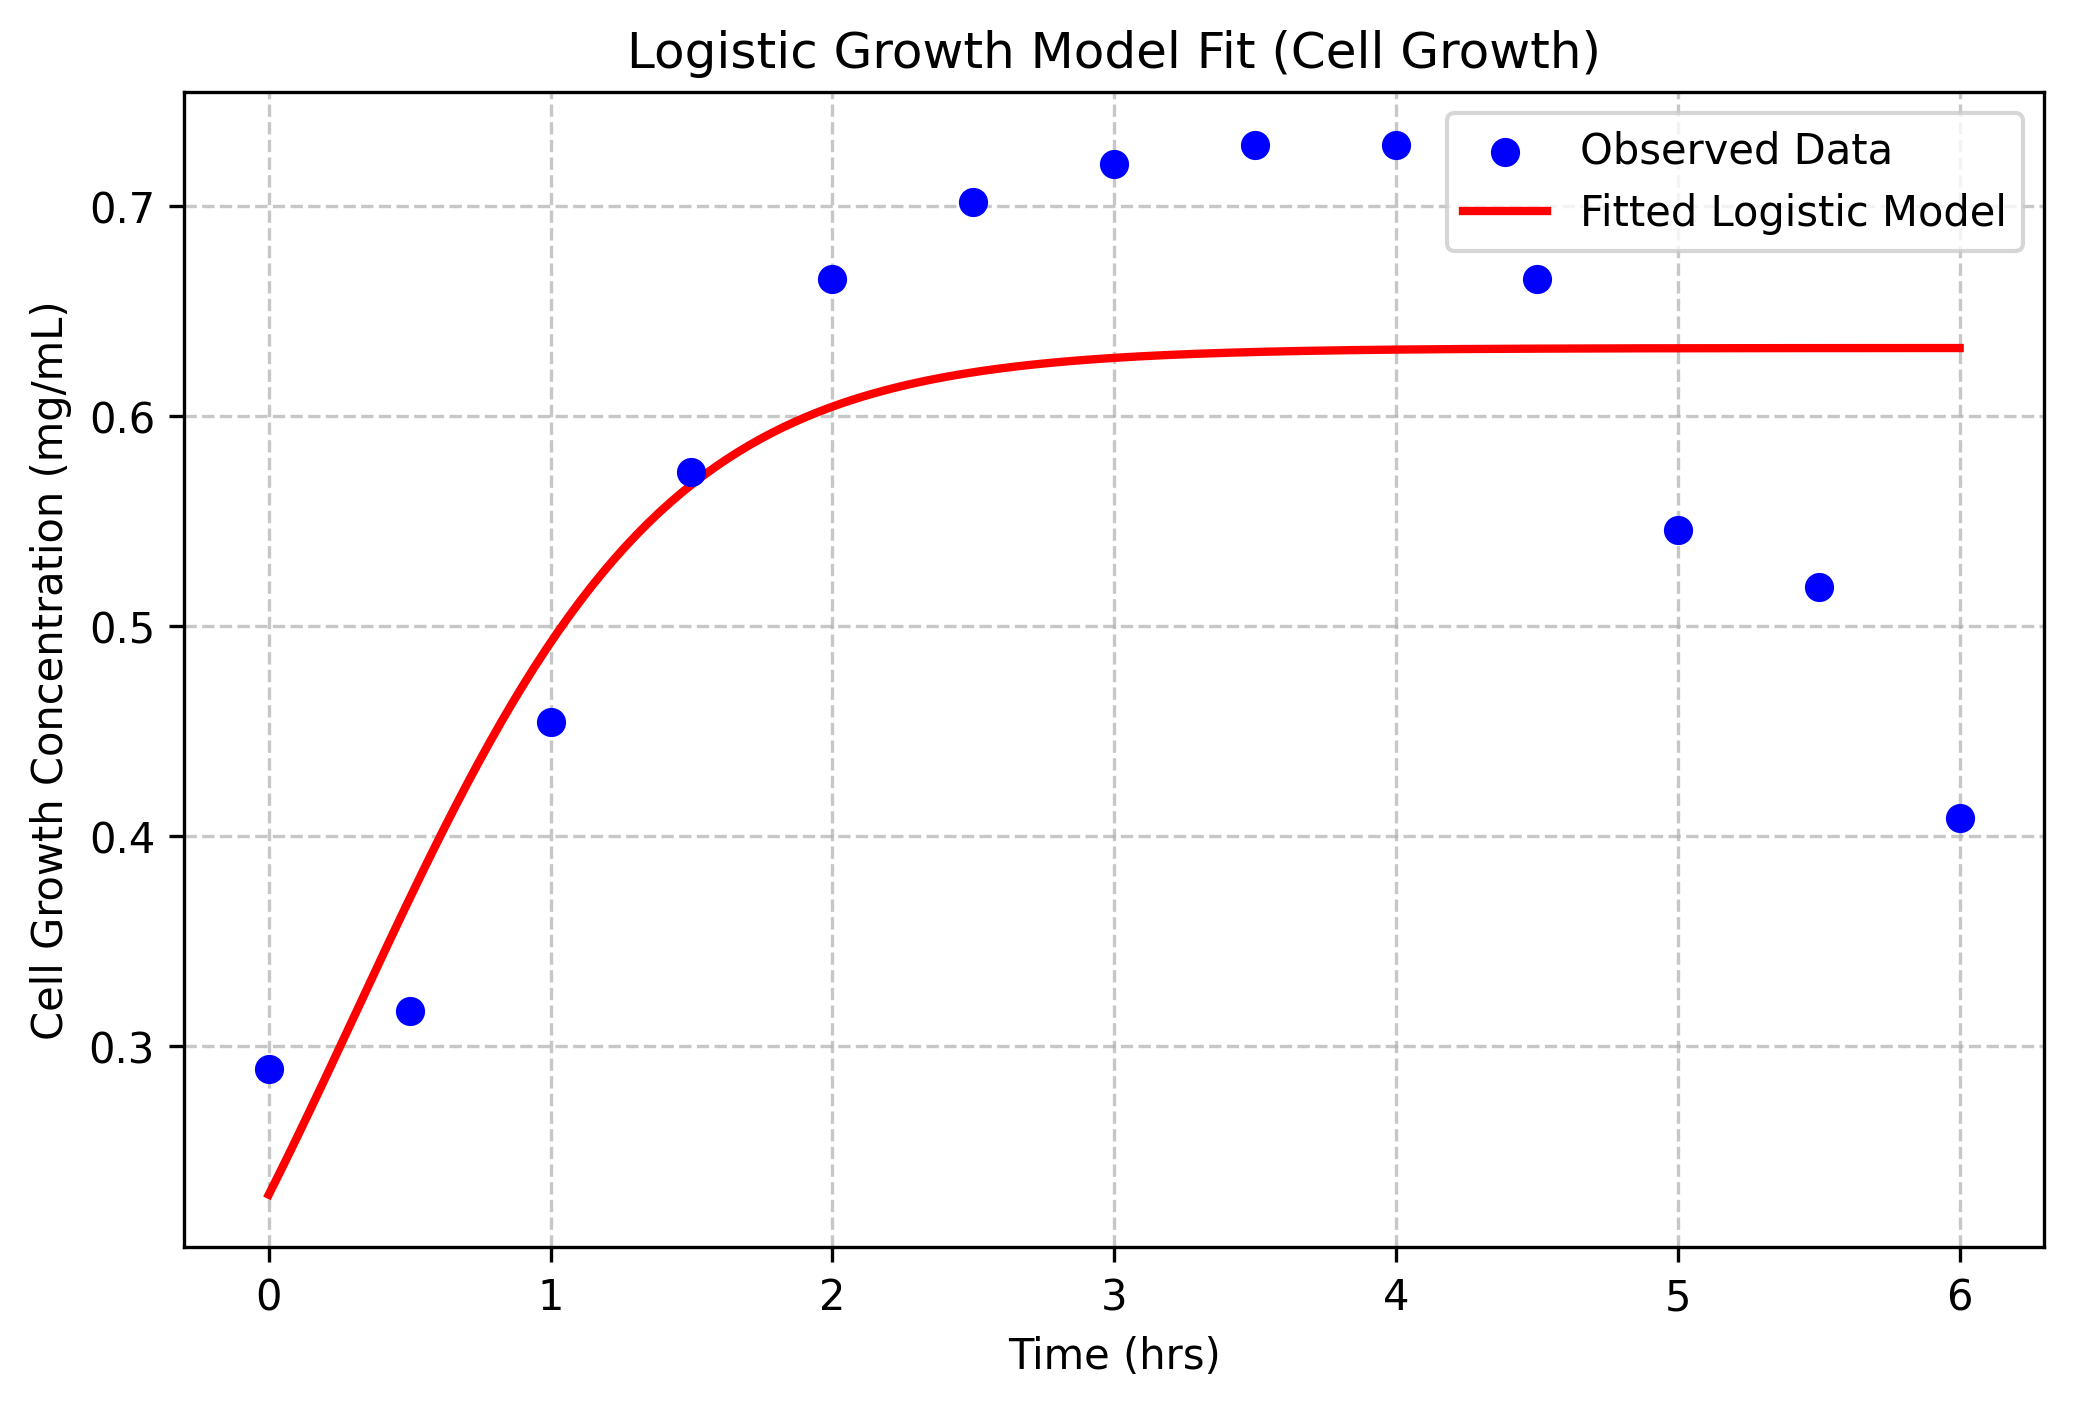 Logistic Growth Model Fit (Cell Growth)
Observed Data
Fitted Logistic Model
Cell Growth Concentration (mg/mL)
0.7
0.6
0.5
0.4
0.3
0 1 2 3 4 5 6
Time (hrs)